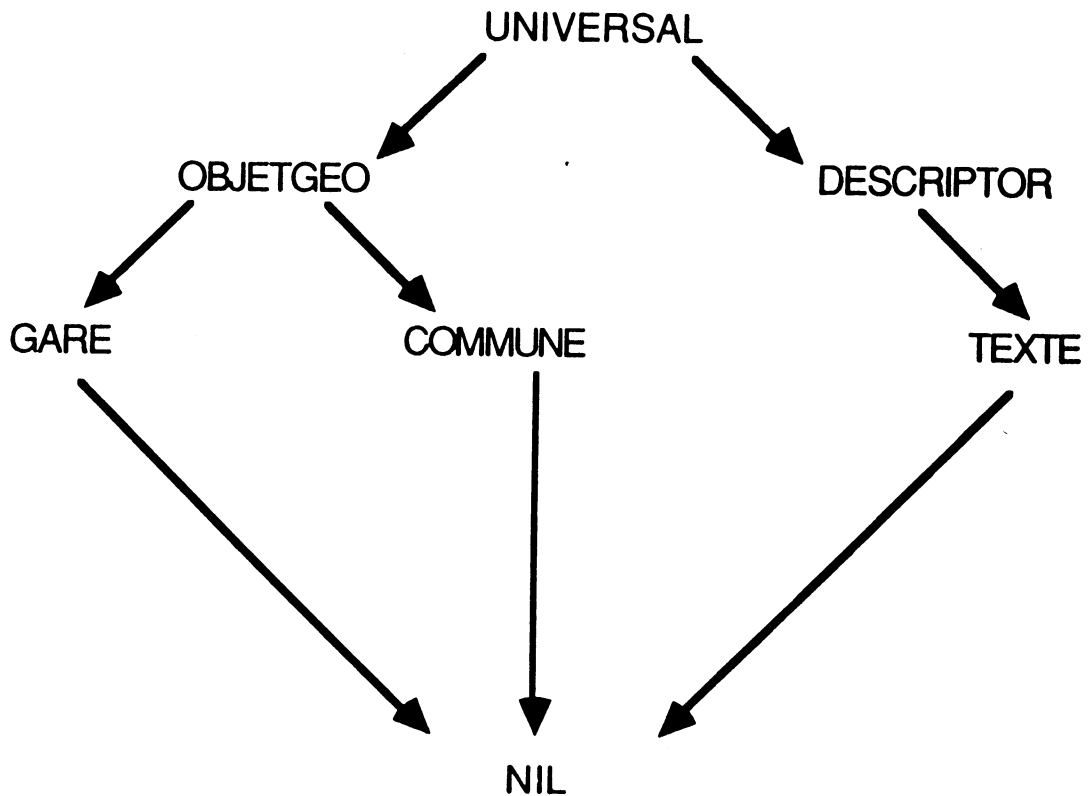 UNIVERSAL
OBJETGEO
DESCRIPTOR
GARE
COMMUNE
TEXTE
NIL